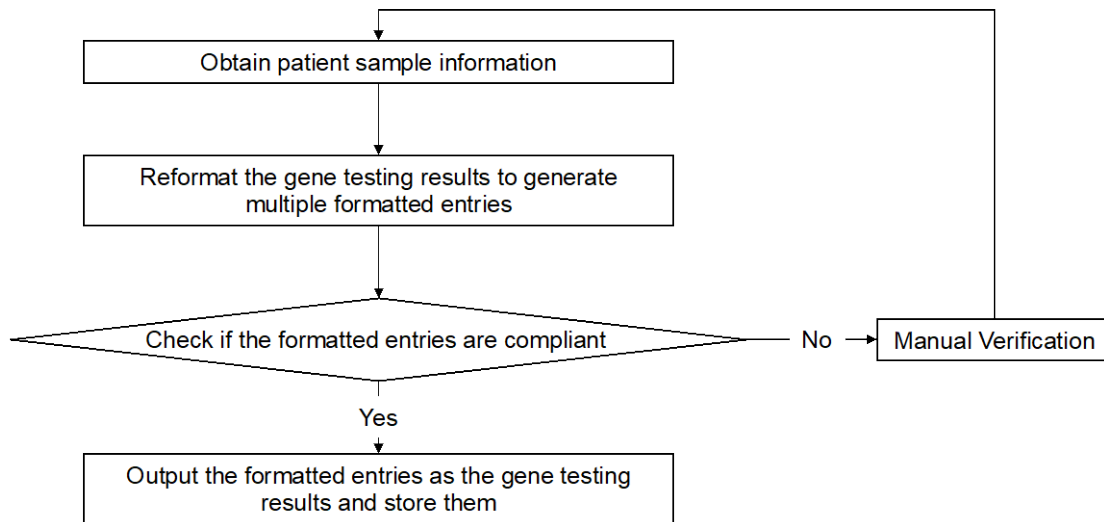 Obtain patient sample information
Reformat the gene testing results to generate
multiple formatted entries
Check if the formatted entries are compliant
No
Manual Verification
Yes
Output the formatted entries as the gene testing
results and store them